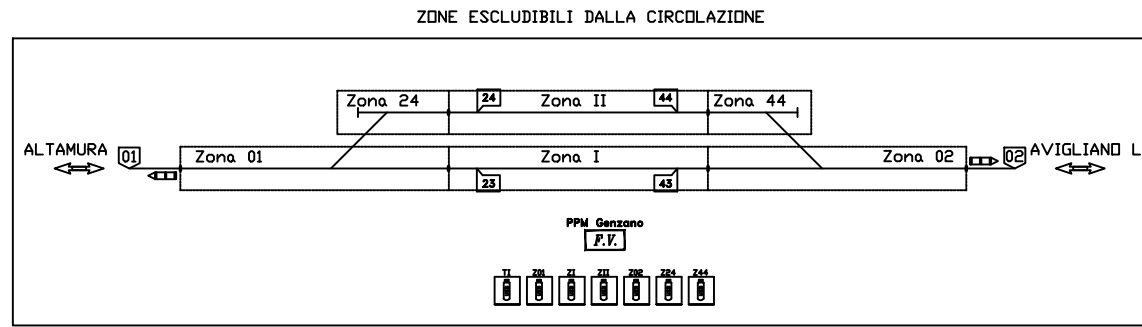 ZONE ESCLUDIBILI DALLA CIRCOLAZIONE
Zona 24 24 Zona II 44 Zona 44
ALTAMURA 01 Zona 01 Zona I Zona 02 02 AVIGLIANO L
23 43
PPM Genzano
F.V.
TI Z01 ZI ZII Z02 Z24 Z44